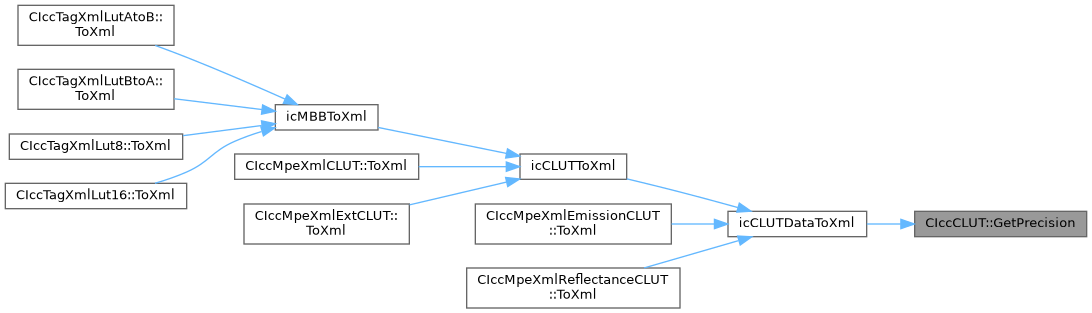 CIccTagXmlLutAtoB::
ToXml
CIccTagXmlLutBtoA::
ToXml
icMBBToXml
CIccTagXmlLut8::ToXml
CIccMpeXmlCLUT::ToXml
icCLUTToXml
CIccTagXmlLut16::ToXml
CIccMpeXmlExtCLUT::
ToXml
CIccMpeXmlEmissionCLUT
::ToXml
icCLUTDataToXml
CIccCLUT::GetPrecision
CIccMpeXmlReflectanceCLUT
::ToXml